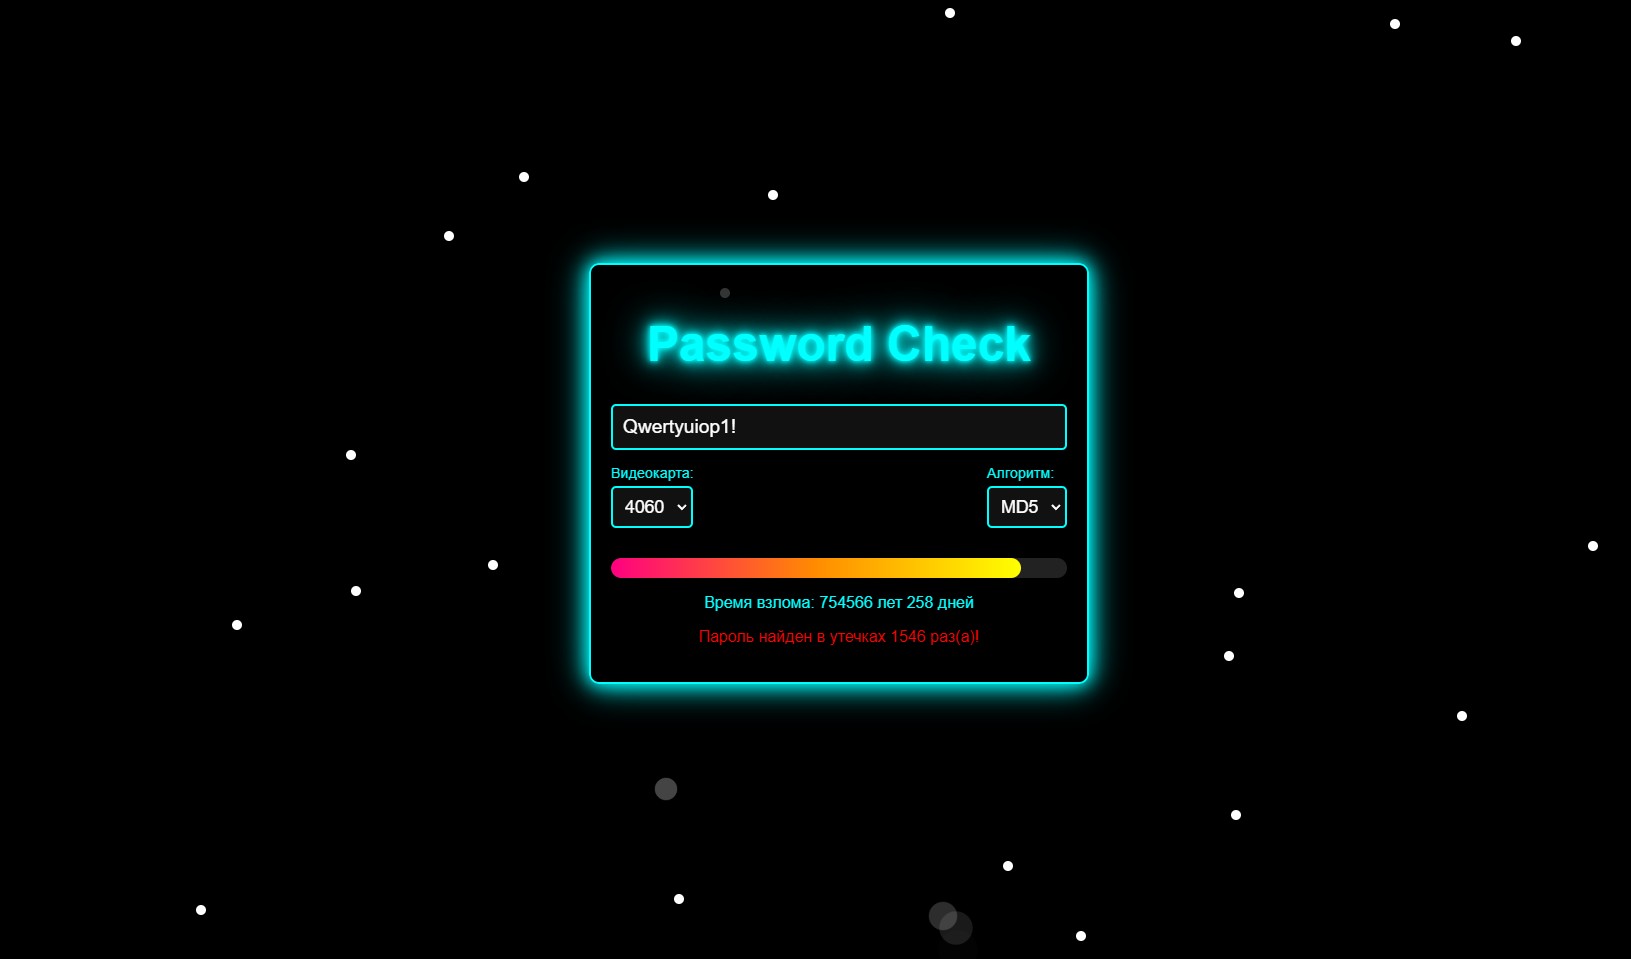 Password Check
Qwertyuiop1!
Видеокарта: Алгоритм:
4060 MD5
Время взлома: 754566 лет 258 дней
Пароль найден в утечках 1546 раз(а)!